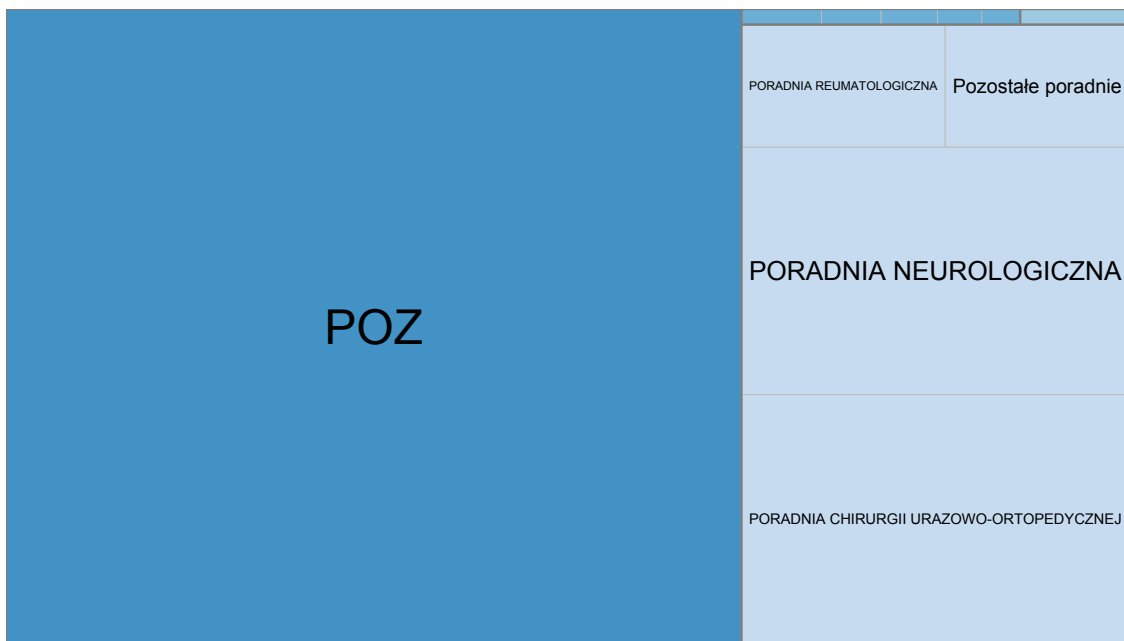 POZ
PORADNIA REUMATOLOGICZNA
Pozostałe poradnie
PORADNIA NEUROLOGICZNA
PORADNIA CHIRURGII URAZOWO-ORTOPEDYCZNEJ